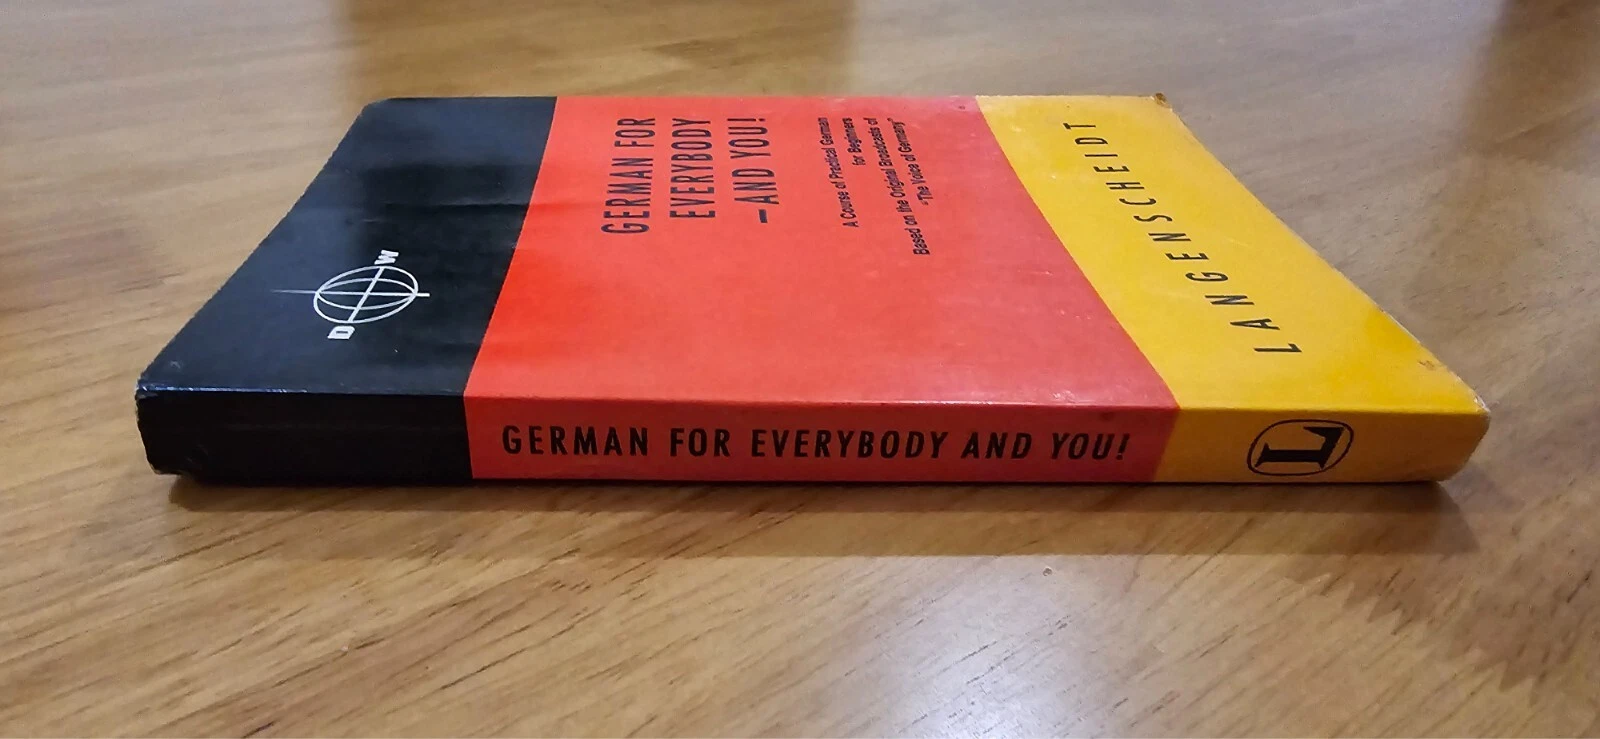 D W
GERMAN FOR
EVERYBODY
–AND YOU!
A Course of Practical German
for Beginners
Based on the Original Broadcasts of
"The Voice of Germany"
LANGENSCHEIDT
GERMAN FOR EVERYBODY AND YOU!
L